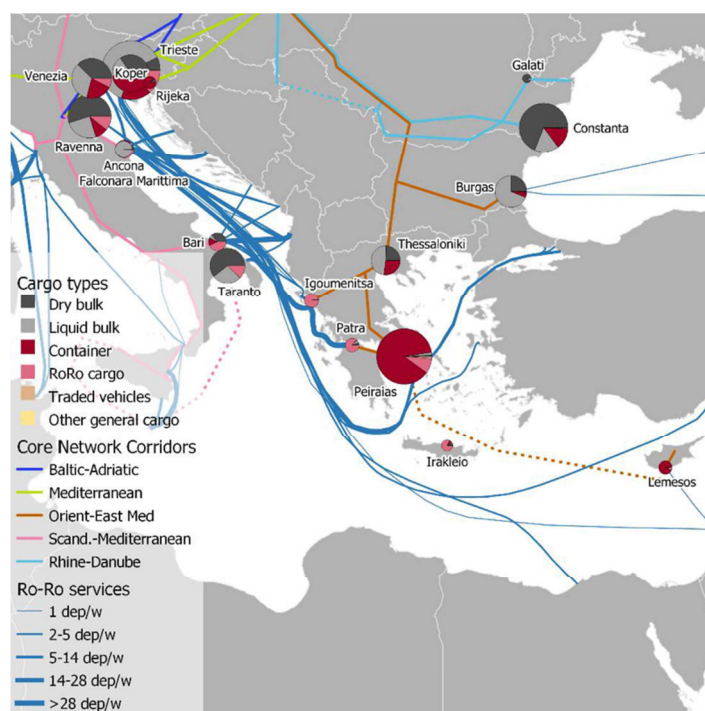 Trieste
Venezia
Koper
Rijeka
Galati
Constanta
Ravenna
Ancona
Falconara Marittima
Burgas
Bari
Thessaloniki
Taranto
Igoumenitsa
Patra
Peiraias
Irakleio
Lemesos
Cargo types
Dry bulk
Liquid bulk
Container
RoRo cargo
Traded vehicles
Other general cargo
Core Network Corridors
Baltic-Adriatic
Mediterranean
Orient-East Med
Scand.-Mediterranean
Rhine-Danube
Ro-Ro services
1 dep/w
2-5 dep/w
5-14 dep/w
14-28 dep/w
>28 dep/w